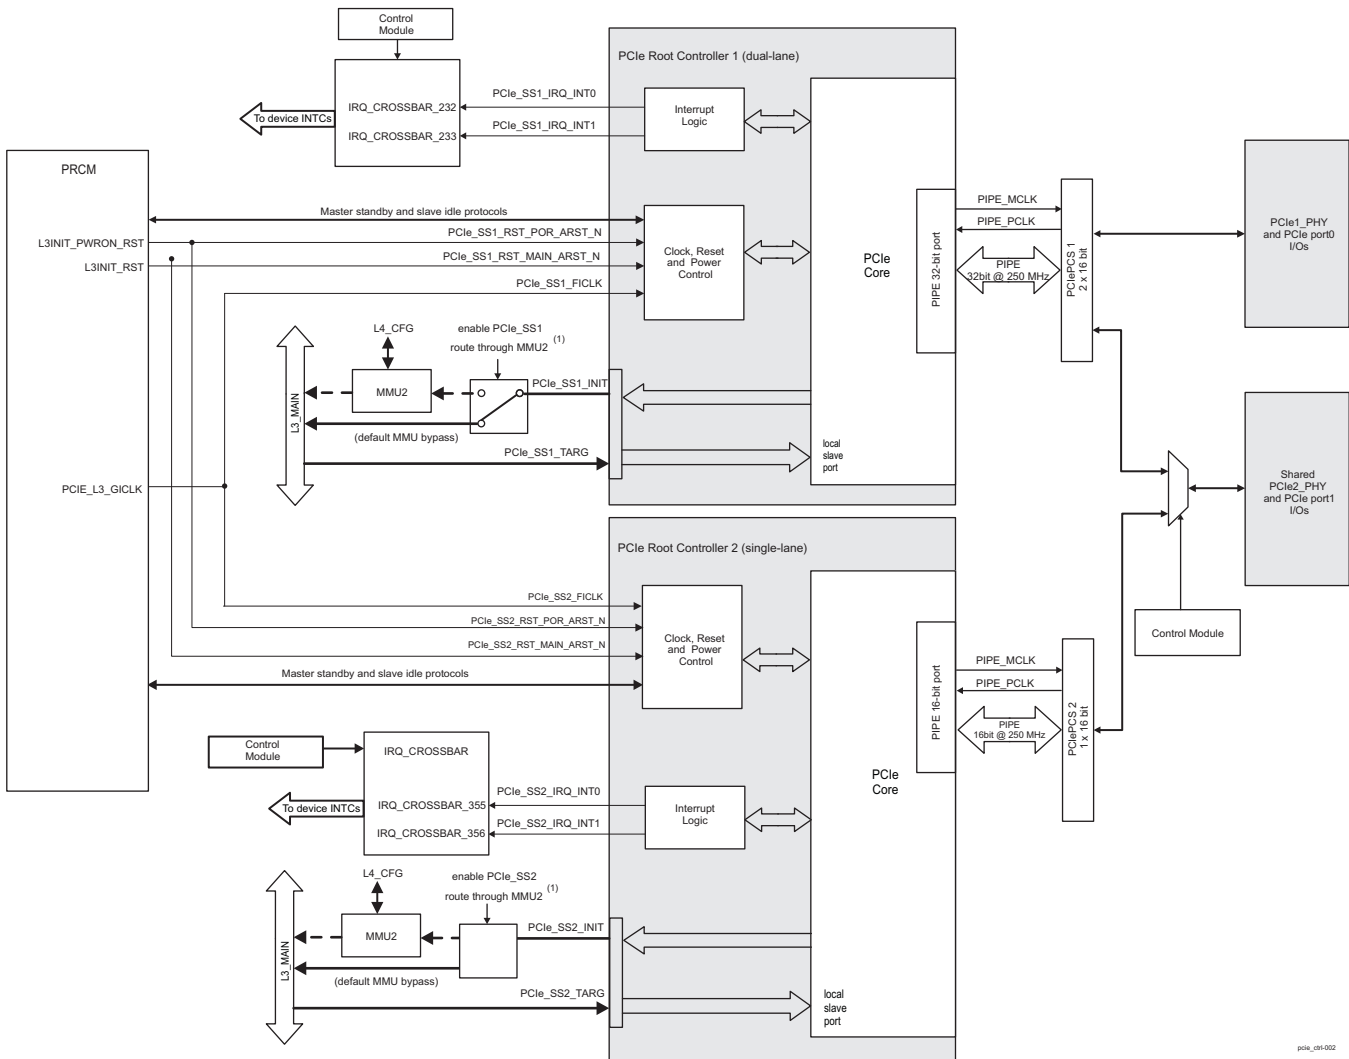 Control
Module
PCIe Root Controller 1 (dual-lane)
IRQ_CROSSBAR_232
IRQ_CROSSBAR_233
To device INTCs
PCIe_SS1_IRQ_INT0
PCIe_SS1_IRQ_INT1
Interrupt
Logic
PRCM
Master standby and slave idle protocols
L3INIT_PWRON_RST
PCIe_SS1_RST_POR_ARST_N
L3INIT_RST
PCIe_SS1_RST_MAIN_ARST_N
PCIe_SS1_FICLK
Clock, Reset
and Power
Control
PCIe
Core
PIPE 32-bit port
PIPE_MCLK
PIPE_PCLK
PIPE
32bit @ 250 MHz
PCIePCS 1
2 x 16 bit
PCIe1_PHY
and PCIe port0
I/Os
L4_CFG
enable PCIe_SS1
route through MMU2 (1)
MMU2
PCIe_SS1_INIT
L3_MAIN
(default MMU bypass)
PCIe_SS1_TARG
local
slave
port
PCIE_L3_GICLK
Shared
PCIe2_PHY
and PCIe port1
I/Os
Control Module
PCIe Root Controller 2 (single-lane)
PCIe_SS2_FICLK
PCIe_SS2_RST_POR_ARST_N
PCIe_SS2_RST_MAIN_ARST_N
Master standby and slave idle protocols
Clock, Reset
and Power
Control
PIPE 16-bit port
PIPE_MCLK
PIPE_PCLK
PIPE
16bit @ 250 MHz
PCIePCS 2
1 x 16 bit
PCIe
Core
Control
Module
IRQ_CROSSBAR
IRQ_CROSSBAR_355
IRQ_CROSSBAR_356
To device INTCs
PCIe_SS2_IRQ_INT0
PCIe_SS2_IRQ_INT1
Interrupt
Logic
L4_CFG
enable PCIe_SS2
route through MMU2 (1)
MMU2
PCIe_SS2_INIT
L3_MAIN
(default MMU bypass)
PCIe_SS2_TARG
local
slave
port
pcie_ctrl-002